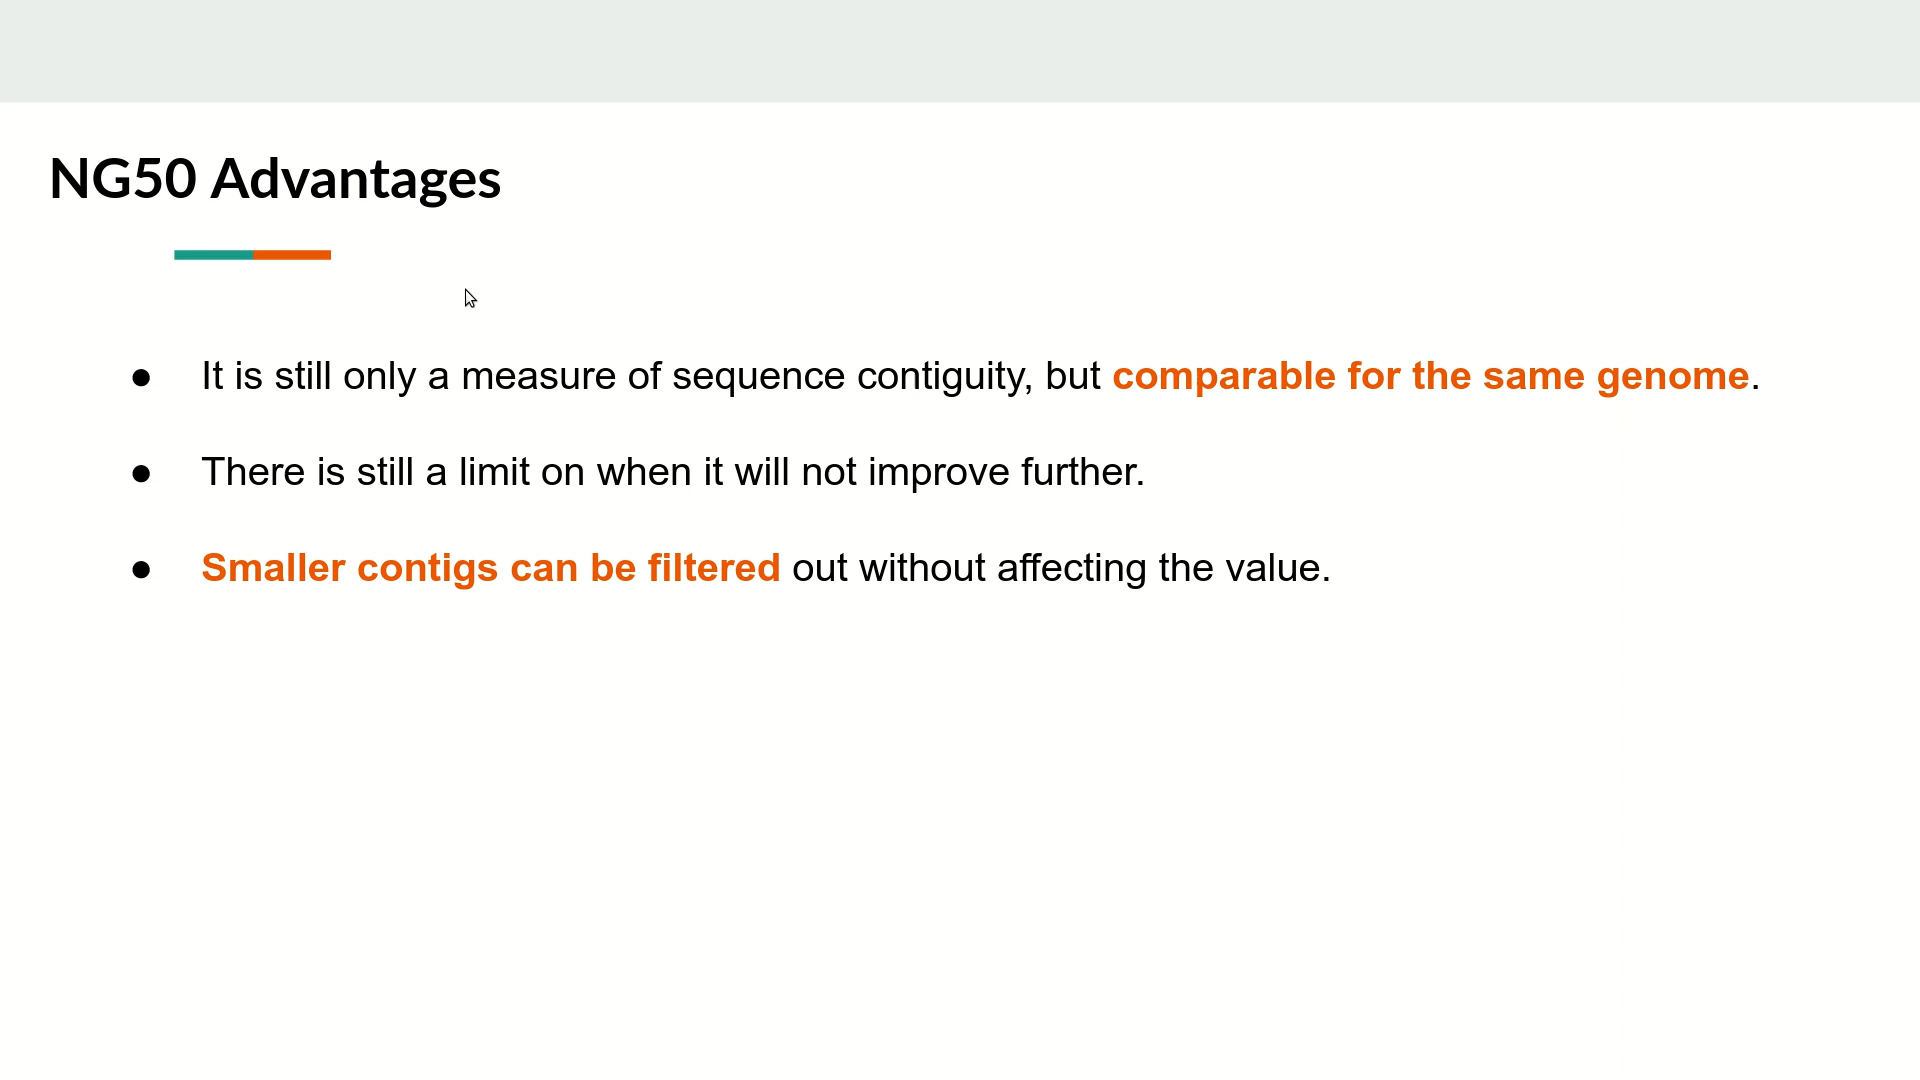 NG50 Advantages
● It is still only a measure of sequence contiguity, but comparable for the same genome.
● There is still a limit on when it will not improve further.
● Smaller contigs can be filtered out without affecting the value.